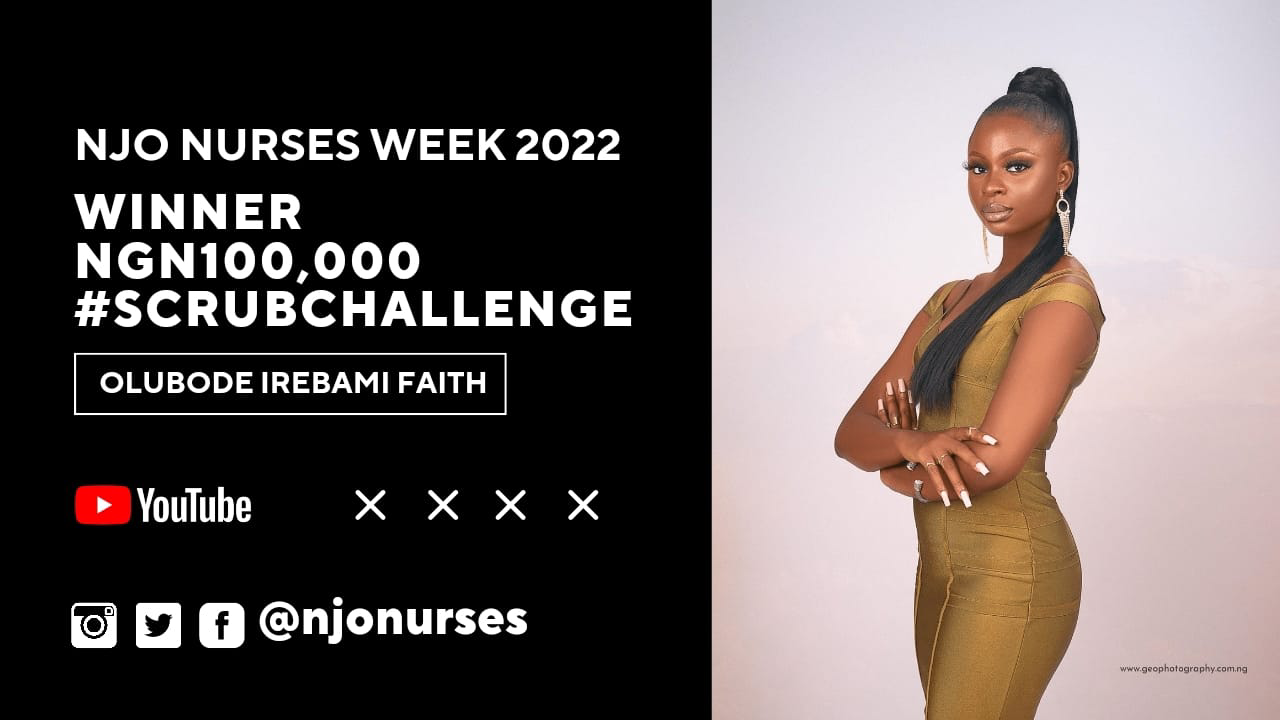 NJO NURSES WEEK 2022
WINNER
NGN100,000
#SCRUBCHALLENGE
OLUBODE IREBAMI FAITH
YouTube
@njonurses
www.geophotography.com.ng